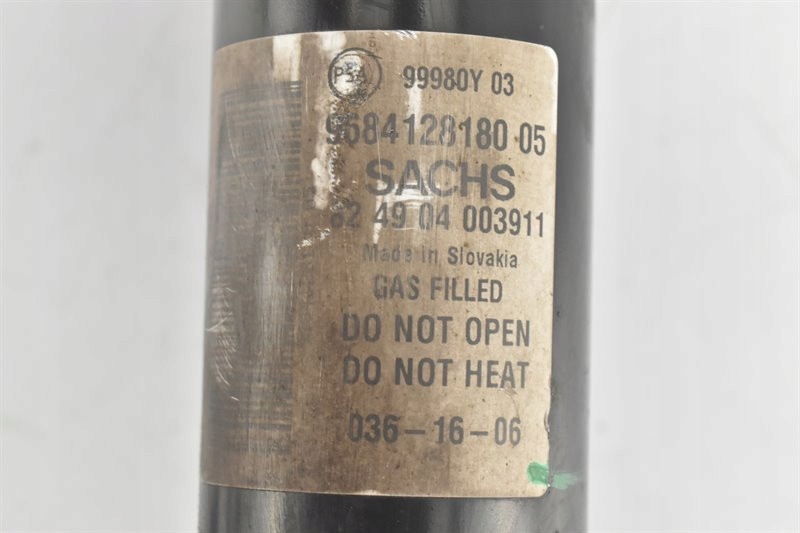 PSA 99980Y 03
9684128180 05
SACHS
82 49 04 003911
Made in Slovakia
GAS FILLED
DO NOT OPEN
DO NOT HEAT
036-16-06